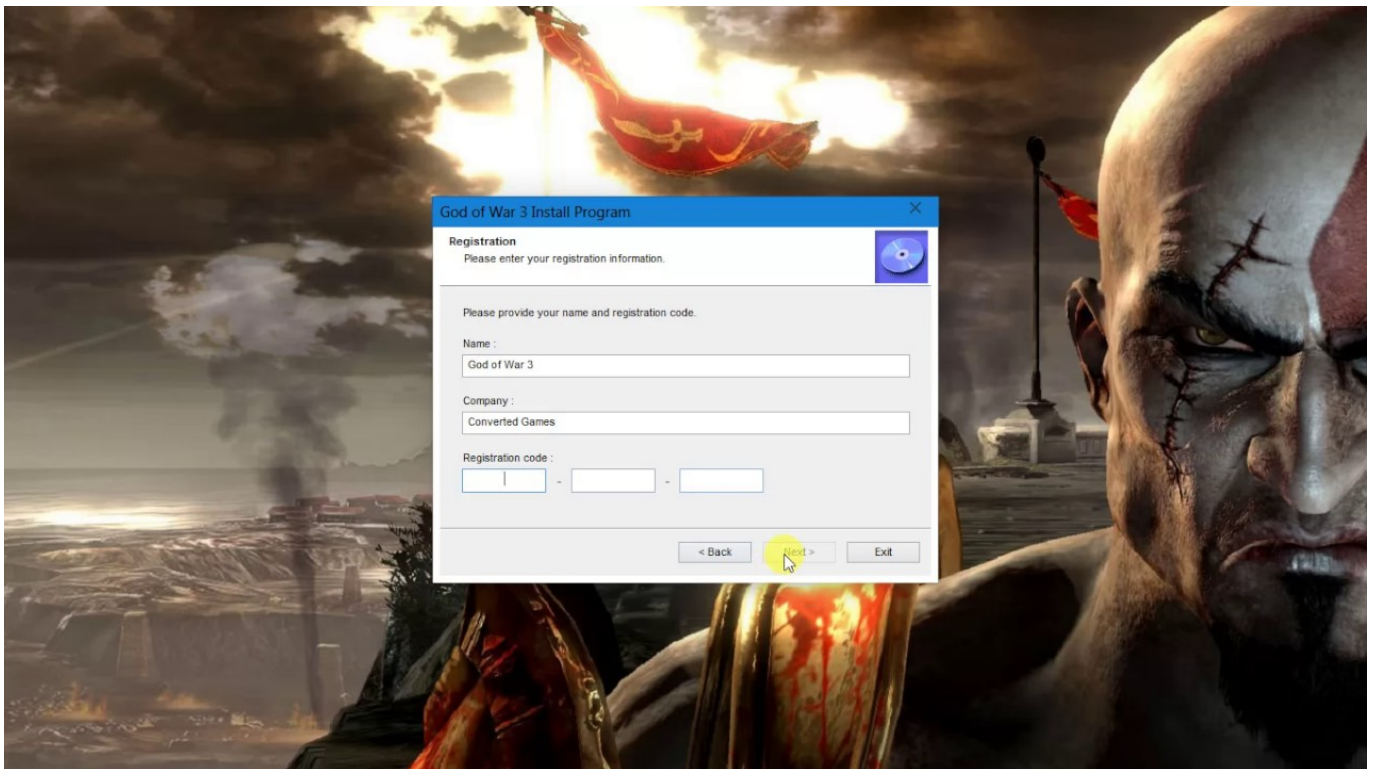 God of War 3 Install Program
Registration
Please enter your registration information.
Please provide your name and registration code.
Name :
God of War 3
Company :
Converted Games
Registration code :
- -
< Back Next > Exit